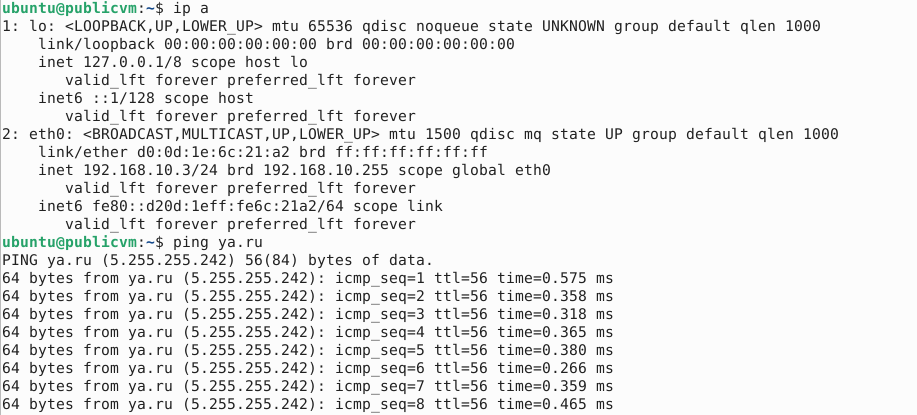 ubuntu@publicvm:~$ ip a
1: lo: <LOOPBACK,UP,LOWER_UP> mtu 65536 qdisc noqueue state UNKNOWN group default qlen 1000
    link/loopback 00:00:00:00:00:00 brd 00:00:00:00:00:00
    inet 127.0.0.1/8 scope host lo
       valid_lft forever preferred_lft forever
    inet6 ::1/128 scope host
       valid_lft forever preferred_lft forever
2: eth0: <BROADCAST,MULTICAST,UP,LOWER_UP> mtu 1500 qdisc mq state UP group default qlen 1000
    link/ether d0:0d:1e:6c:21:a2 brd ff:ff:ff:ff:ff:ff
    inet 192.168.10.3/24 brd 192.168.10.255 scope global eth0
       valid_lft forever preferred_lft forever
    inet6 fe80::d20d:1eff:fe6c:21a2/64 scope link
       valid_lft forever preferred_lft forever
ubuntu@publicvm:~$ ping ya.ru
PING ya.ru (5.255.255.242) 56(84) bytes of data.
64 bytes from ya.ru (5.255.255.242): icmp_seq=1 ttl=56 time=0.575 ms
64 bytes from ya.ru (5.255.255.242): icmp_seq=2 ttl=56 time=0.358 ms
64 bytes from ya.ru (5.255.255.242): icmp_seq=3 ttl=56 time=0.318 ms
64 bytes from ya.ru (5.255.255.242): icmp_seq=4 ttl=56 time=0.365 ms
64 bytes from ya.ru (5.255.255.242): icmp_seq=5 ttl=56 time=0.380 ms
64 bytes from ya.ru (5.255.255.242): icmp_seq=6 ttl=56 time=0.266 ms
64 bytes from ya.ru (5.255.255.242): icmp_seq=7 ttl=56 time=0.359 ms
64 bytes from ya.ru (5.255.255.242): icmp_seq=8 ttl=56 time=0.465 ms